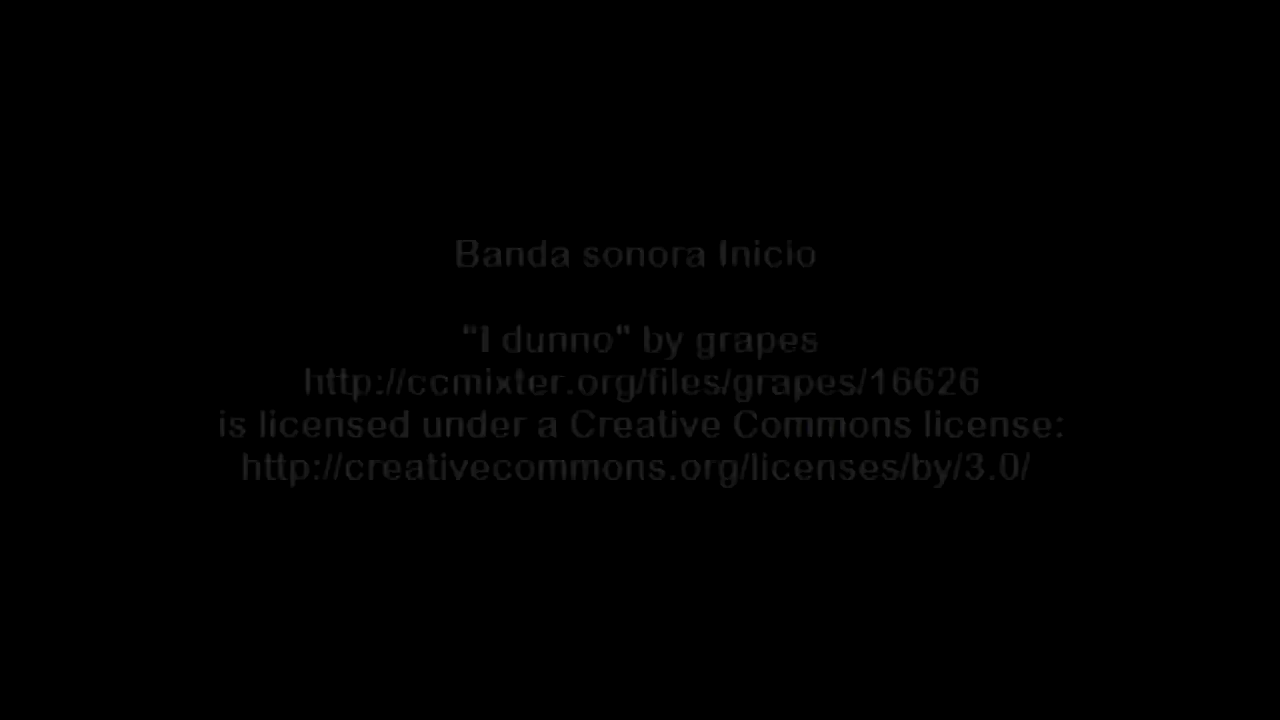 Banda sonora Inicio
"I dunno" by grapes
http://ccmixter.org/files/grapes/16626
is licensed under a Creative Commons license:
http://creativecommons.org/licenses/by/3.0/